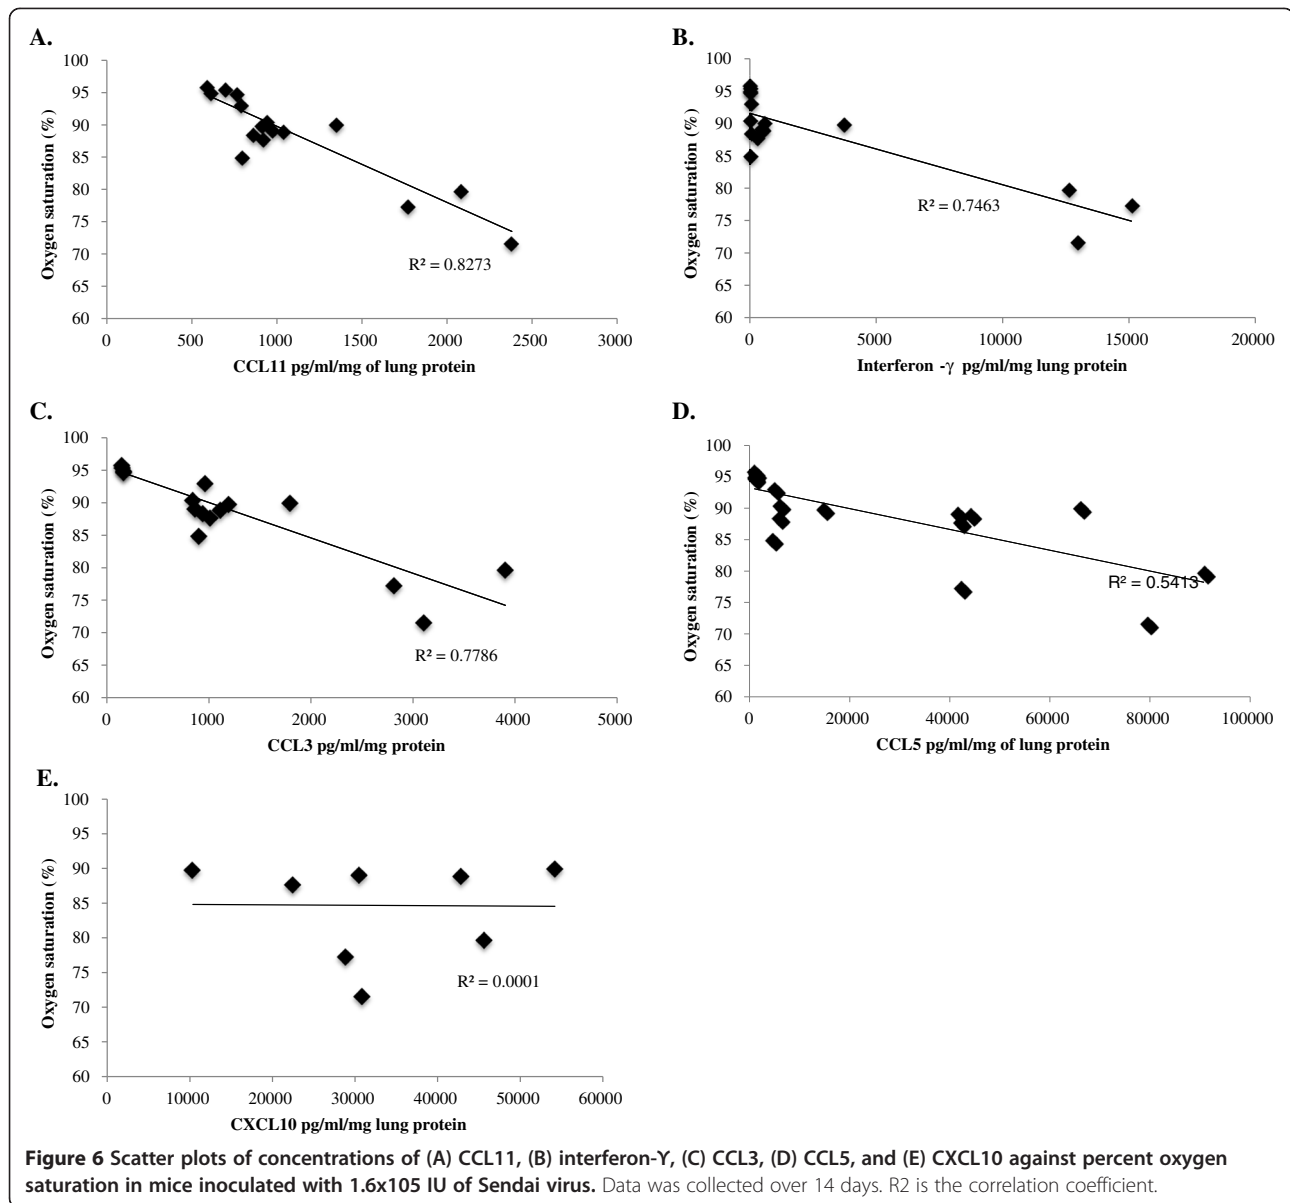 A.
100
95
90
85
80
75
70
65
60
Oxygen saturation (%)
R² = 0.8273
0 500 1000 1500 2000 2500 3000
CCL11 pg/ml/mg of lung protein
B.
100
95
90
85
80
75
70
65
60
Oxygen saturation (%)
R² = 0.7463
0 5000 10000 15000 20000
Interferon -γ pg/ml/mg lung protein
C.
100
95
90
85
80
75
70
65
60
Oxygen saturation (%)
R² = 0.7786
0 1000 2000 3000 4000 5000
CCL3 pg/ml/mg protein
D.
100
95
90
85
80
75
70
65
60
Oxygen saturation (%)
R² = 0.5413
0 20000 40000 60000 80000 100000
CCL5 pg/ml/mg of lung protein
E.
100
95
90
85
80
75
70
65
60
Oxygen saturation (%)
R² = 0.0001
0 10000 20000 30000 40000 50000 60000
CXCL10 pg/ml/mg lung protein
Figure 6 Scatter plots of concentrations of (A) CCL11, (B) interferon-ϒ, (C) CCL3, (D) CCL5, and (E) CXCL10 against percent oxygen
saturation in mice inoculated with 1.6x105 IU of Sendai virus. Data was collected over 14 days. R2 is the correlation coefficient.